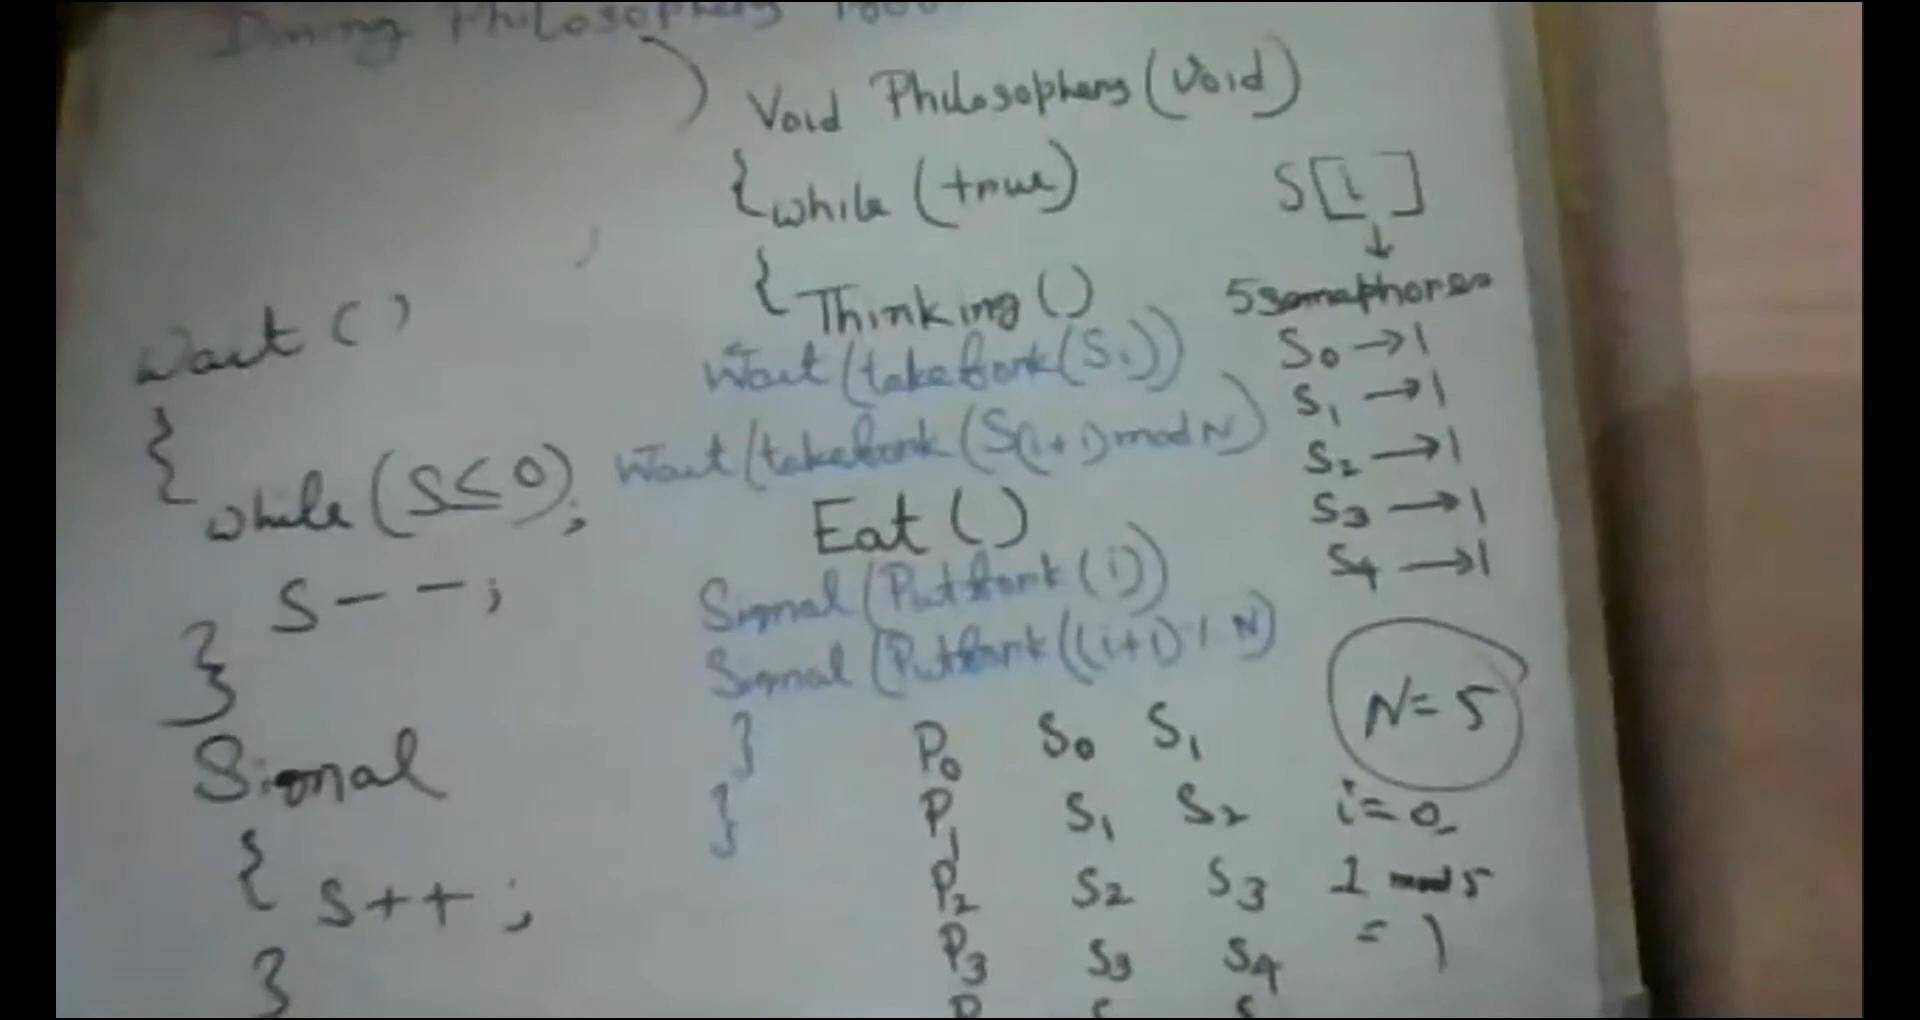 Dining Philosophers
Void Philosophers (Void)
{ while (true)
{ Thinking ()
Wait (takefork (Si))
Wait (takefork (S(i+1) mod N)
Eat ()
Signal (Putfork (i))
Signal (Putfork ((i+1) % N)
}
}
Wait ()
{
while (S≤0);
S--;
}
Signal
{ S++;
}
S[i]
↓
5 semaphores
S0 → 1
S1 → 1
S2 → 1
S3 → 1
S4 → 1
N = 5
P0 S0 S1
P1 S1 S2
P2 S2 S3
P3 S3 S4
i = 0
1 mod 5
= 1